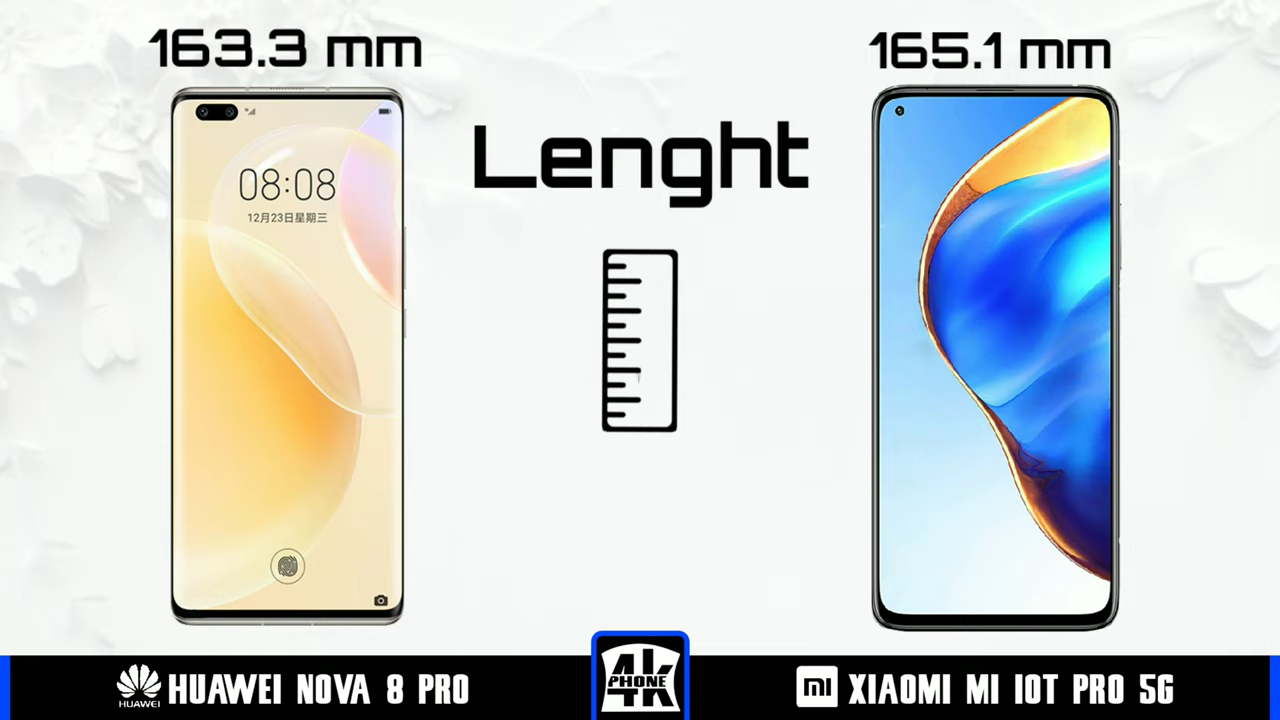 163.3 mm
165.1 mm
Lenght
08:08
12月23日星期三
HUAWEI
HUAWEI NOVA 8 PRO
4K
PHONE
mi
XIAOMI MI 10T PRO 5G